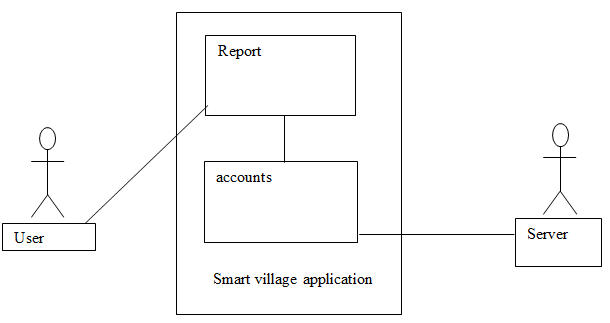 Report
accounts
User
Server
Smart village application